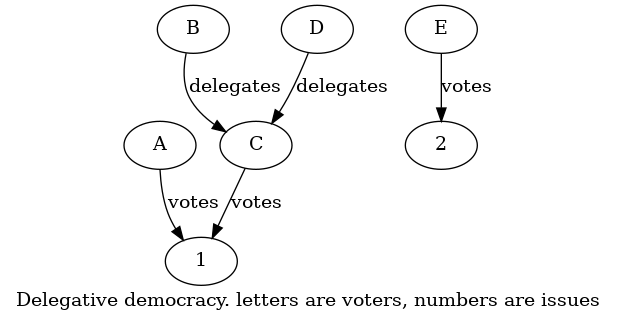 B D E
delegates delegates votes
A C 2
votes votes
1
Delegative democracy. letters are voters, numbers are issues